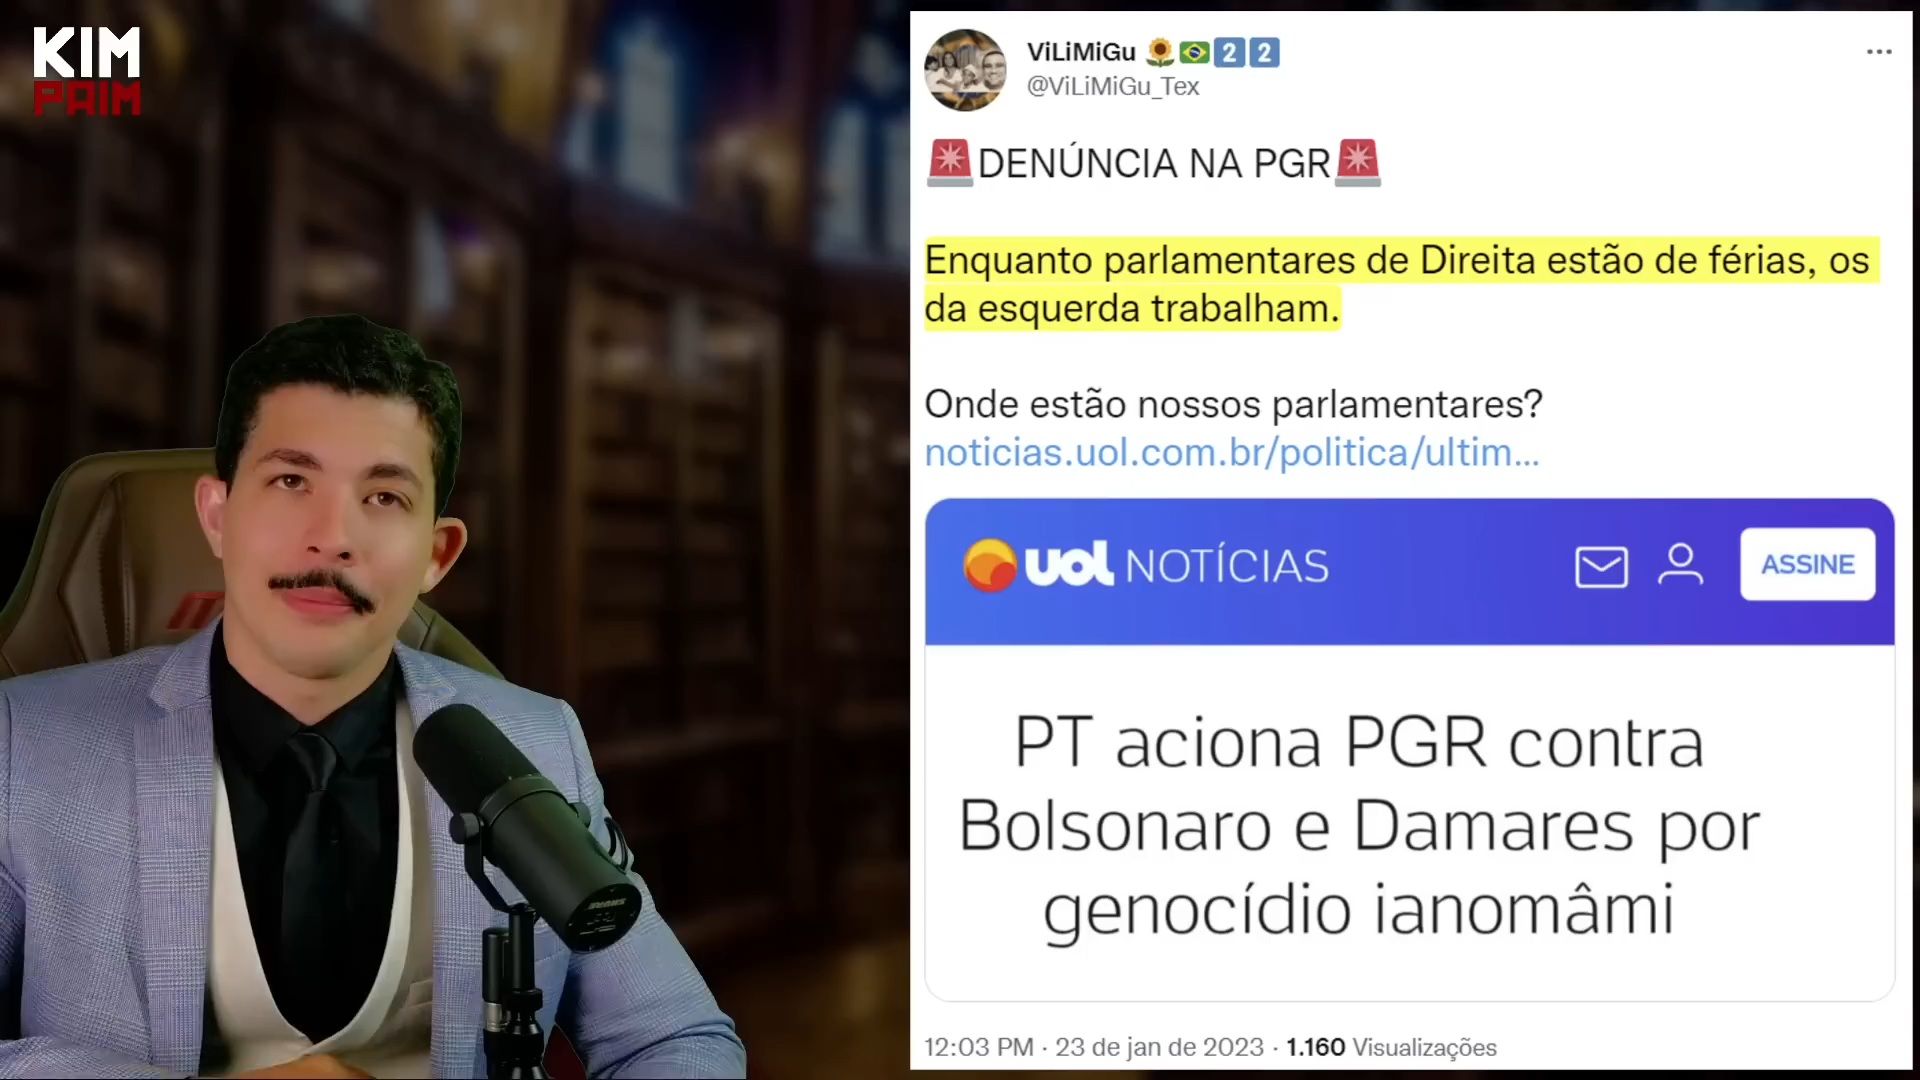 KIM
PAIM
ViLiMiGu 🌻🇧🇷2️⃣2️⃣
@ViLiMiGu_Tex
🚨DENÚNCIA NA PGR🚨
Enquanto parlamentares de Direita estão de férias, os
da esquerda trabalham.
Onde estão nossos parlamentares?
noticias.uol.com.br/politica/ultim...
uol NOTÍCIAS
ASSINE
PT aciona PGR contra
Bolsonaro e Damares por
genocídio ianomâmi
12:03 PM · 23 de jan de 2023 · 1.160 Visualizações